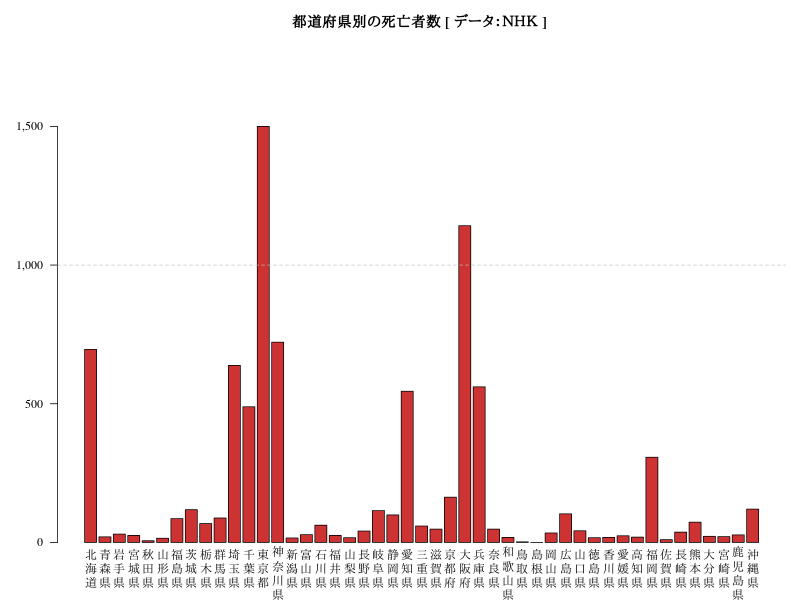 都道府県別の死亡者数 [ データ：NHK ]
1,500
1,000
500
0
北海道
青森県
岩手県
宮城県
秋田県
山形県
福島県
茨城県
栃木県
群馬県
埼玉県
千葉県
東京都
神奈川県
新潟県
富山県
石川県
福井県
山梨県
長野県
岐阜県
静岡県
愛知県
三重県
滋賀県
京都府
大阪府
兵庫県
奈良県
和歌山県
鳥取県
島根県
岡山県
広島県
山口県
徳島県
香川県
愛媛県
高知県
福岡県
佐賀県
長崎県
熊本県
大分県
宮崎県
鹿児島県
沖縄県